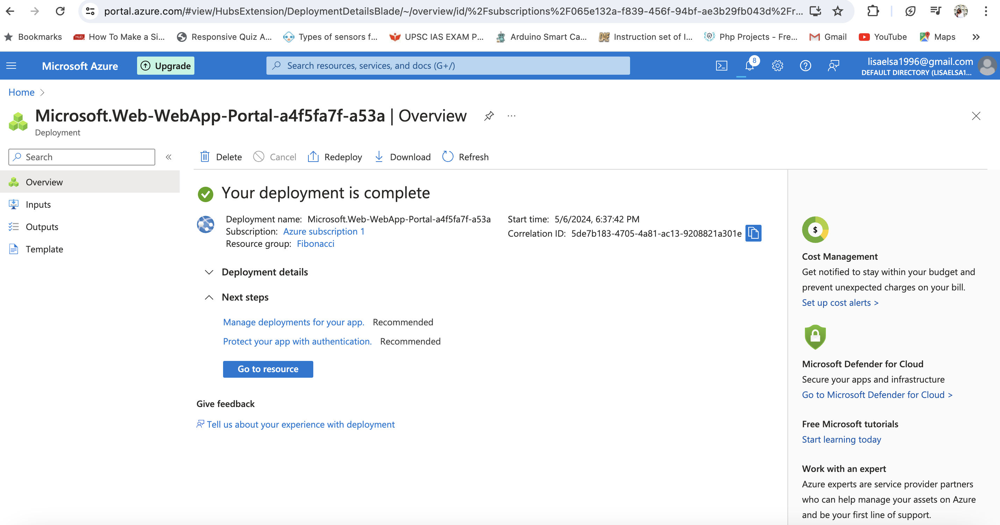 portal.azure.com/#view/HubsExtension/DeploymentDetailsBlade/~/overview/id/%2Fsubscriptions%2F065e132a-f839-456f-94bf-ae3b29fb043d%2Fr...
Bookmarks How To Make a Si... Responsive Quiz A... Types of sensors f... UPSC IAS EXAM P... Arduino Smart Ca... Instruction set of I... Php Projects - Fre... Gmail YouTube Maps »
Microsoft Azure Upgrade Search resources, services, and docs (G+/) 8 lisaelsa1996@gmail.com
DEFAULT DIRECTORY (LISAELSA1...
Home >
Microsoft.Web-WebApp-Portal-a4f5fa7f-a53a | Overview ...
Deployment
Search «
Overview
Inputs
Outputs
Template
Delete Cancel Redeploy Download Refresh
Your deployment is complete
Deployment name: Microsoft.Web-WebApp-Portal-a4f5fa7f-a53a
Subscription: Azure subscription 1
Resource group: Fibonacci
Start time: 5/6/2024, 6:37:42 PM
Correlation ID: 5de7b183-4705-4a81-ac13-9208821a301e
Deployment details
Next steps
Manage deployments for your app. Recommended
Protect your app with authentication. Recommended
Go to resource
Give feedback
Tell us about your experience with deployment
$
Cost Management
Get notified to stay within your budget and
prevent unexpected charges on your bill.
Set up cost alerts >
Microsoft Defender for Cloud
Secure your apps and infrastructure
Go to Microsoft Defender for Cloud >
Free Microsoft tutorials
Start learning today
Work with an expert
Azure experts are service provider partners
who can help manage your assets on Azure
and be your first line of support.